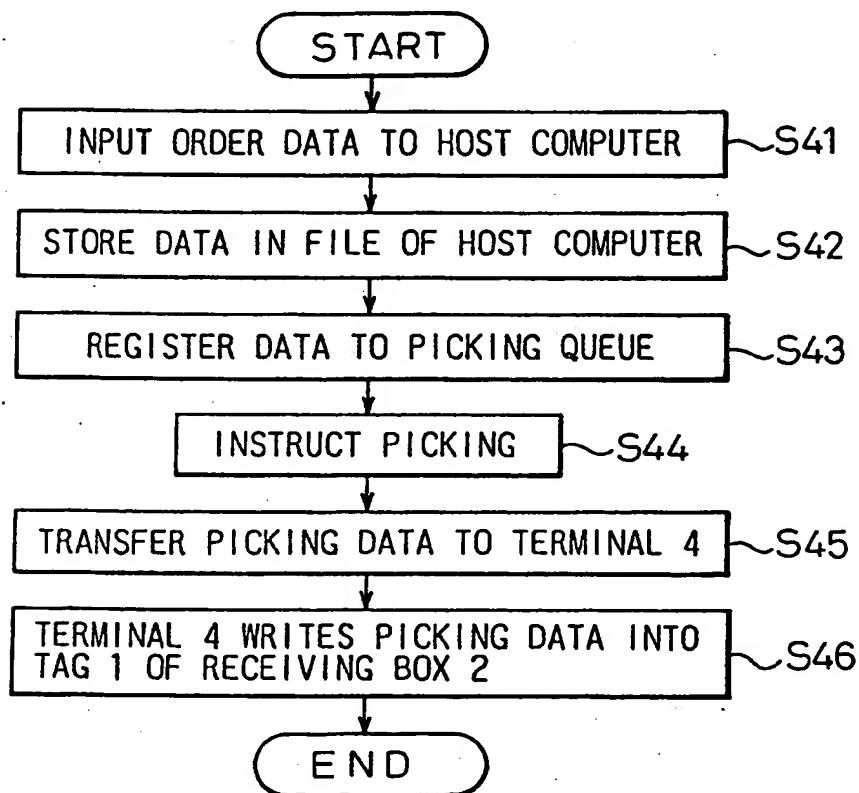 START
INPUT ORDER DATA TO HOST COMPUTER
S41
STORE DATA IN FILE OF HOST COMPUTER
S42
REGISTER DATA TO PICKING QUEUE
S43
INSTRUCT PICKING
S44
TRANSFER PICKING DATA TO TERMINAL 4
S45
TERMINAL 4 WRITES PICKING DATA INTO
TAG 1 OF RECEIVING BOX 2
S46
END